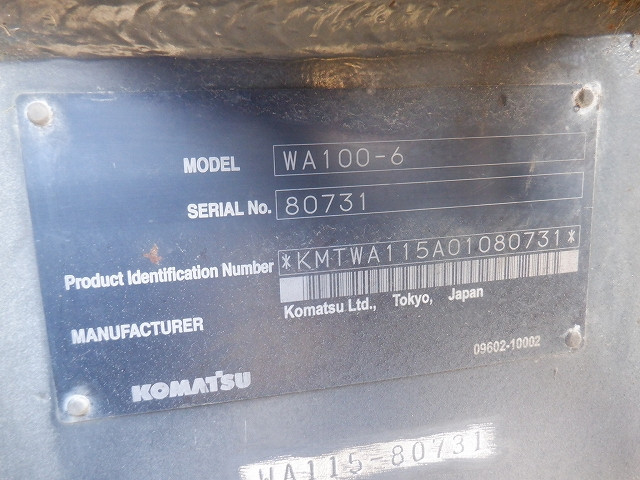 MODEL WA100-6
SERIAL No. 80731
Product Identification Number *KMTWA115A01080731*
MANUFACTURER Komatsu Ltd., Tokyo, Japan
09602-10002
KOMATSU
WA115-80731